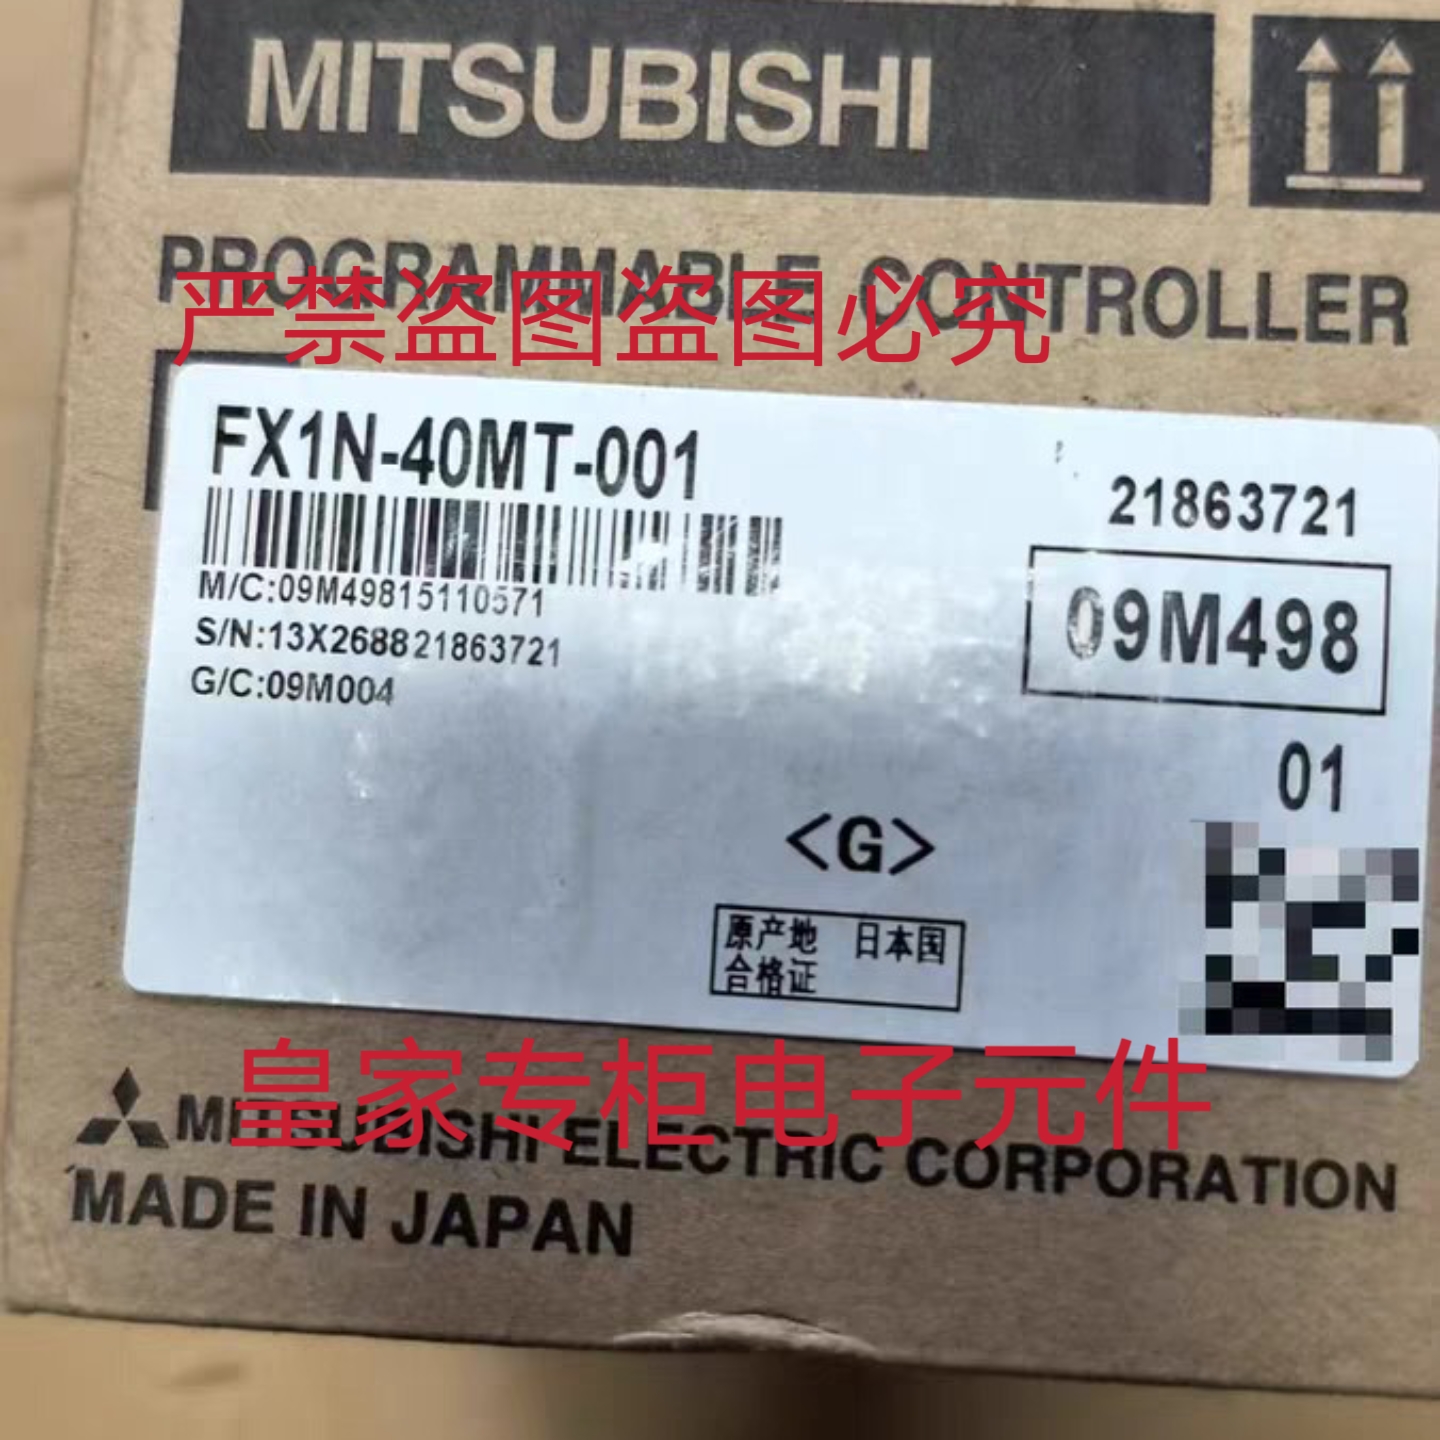 MITSUBISHI
PROGRAMMABLE CONTROLLER
严禁盗图盗图必究
FX1N-40MT-001
21863721
M/C:09M49815110571
09M498
S/N:13X268821863721
G/C:09M004
01
<G>
原产地 日本国
合格证
皇家专柜电子元件
MITSUBISHI ELECTRIC CORPORATION
MADE IN JAPAN